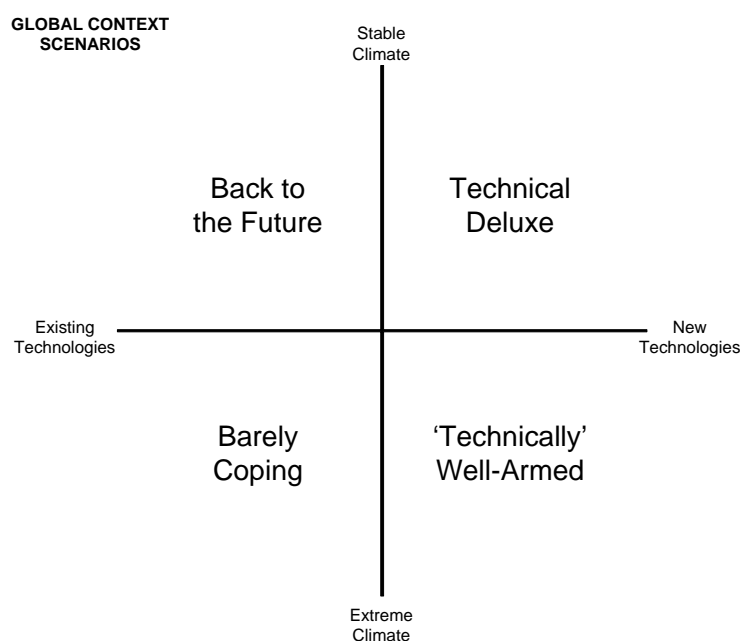 GLOBAL CONTEXT
SCENARIOS
Stable
Climate
Back to
the Future
Technical
Deluxe
Existing
Technologies
New
Technologies
Barely
Coping
‘Technically’
Well-Armed
Extreme
Climate